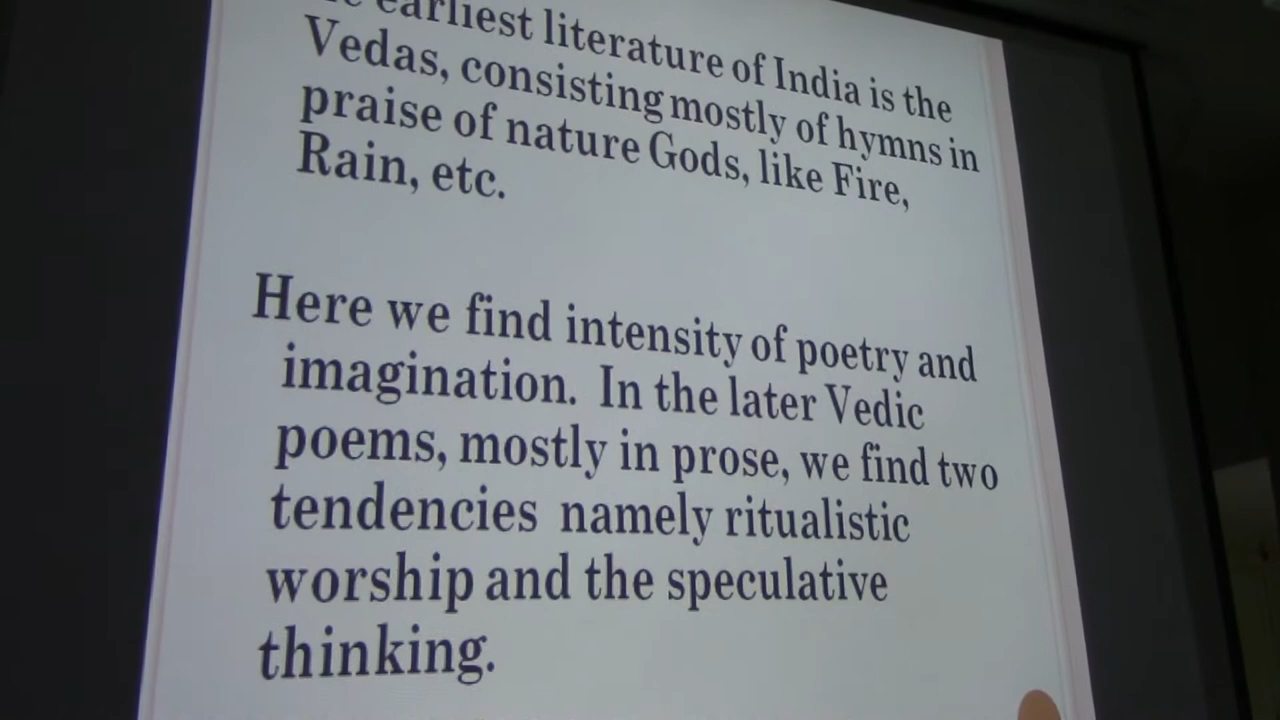 earliest literature of India is the
Vedas, consisting mostly of hymns in
praise of nature Gods, like Fire,
Rain, etc.
Here we find intensity of poetry and
imagination. In the later Vedic
poems, mostly in prose, we find two
tendencies namely ritualistic
worship and the speculative
thinking.